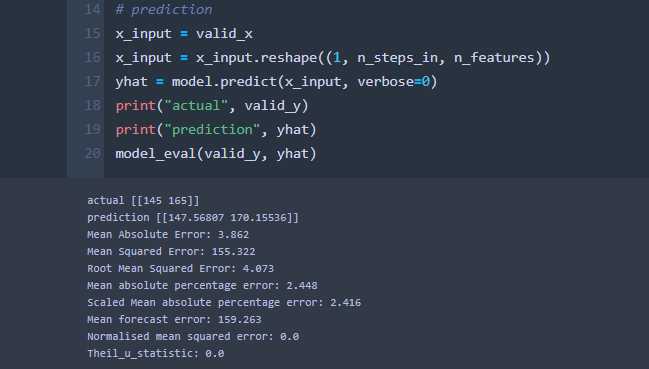 14 # prediction
15 x_input = valid_x
16 x_input = x_input.reshape((1, n_steps_in, n_features))
17 yhat = model.predict(x_input, verbose=0)
18 print("actual", valid_y)
19 print("prediction", yhat)
20 model_eval(valid_y, yhat)
actual [[145 165]]
prediction [[147.56807 170.15536]]
Mean Absolute Error: 3.862
Mean Squared Error: 155.322
Root Mean Squared Error: 4.073
Mean absolute percentage error: 2.448
Scaled Mean absolute percentage error: 2.416
Mean forecast error: 159.263
Normalised mean squared error: 0.0
Theil_u_statistic: 0.0